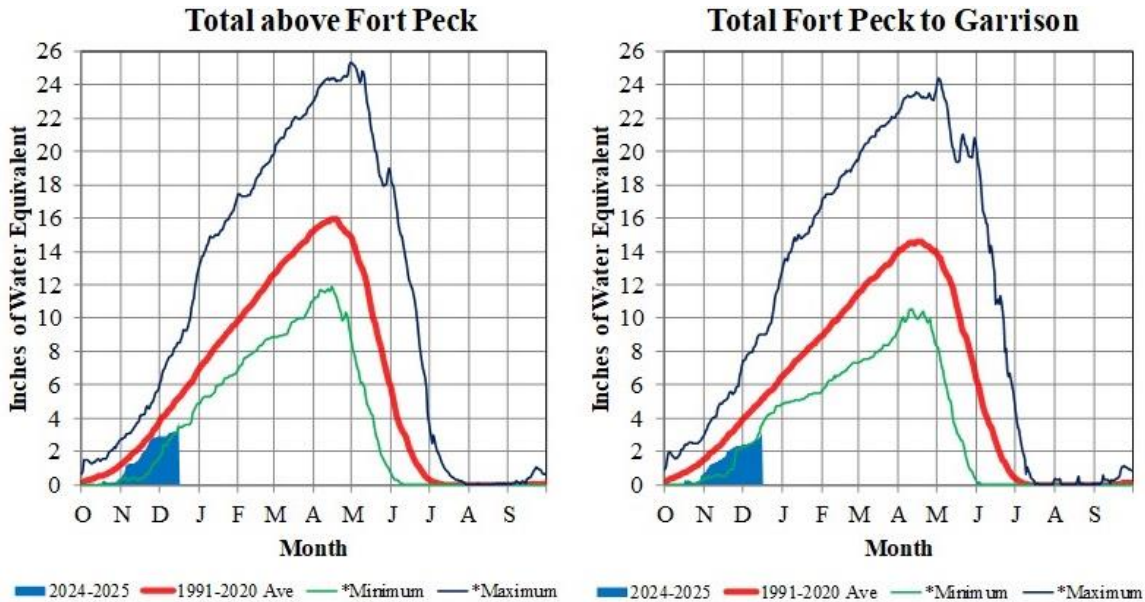 Total above Fort Peck
26
24
22
20
18
16
14
12
10
8
6
4
2
0
Inches of Water Equivalent
O N D J F M A M J J A S
Month
2024-2025 1991-2020 Ave *Minimum *Maximum
Total Fort Peck to Garrison
26
24
22
20
18
16
14
12
10
8
6
4
2
0
Inches of Water Equivalent
O N D J F M A M J J A S
Month
2024-2025 1991-2020 Ave *Minimum *Maximum